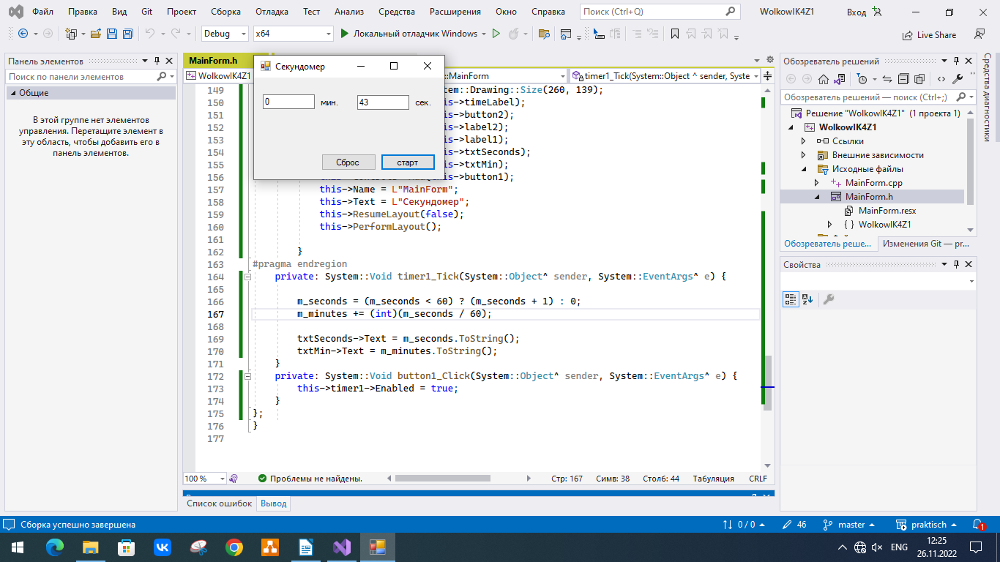 Файл Правка Вид Git Проект Сборка Отладка Тест Анализ Средства Расширения Окно Справка Поиск (Ctrl+Q) WolkowIK4Z1 Вход
Debug x64 Локальный отладчик Windows Live Share
Панель элементов
Поиск по панели элементов
Общие
В этой группе нет элементов
управления. Перетащите элемент в
эту область, чтобы добавить его в
панель элементов.
MainForm.h
WolkowIK4Z1 ::MainForm timer1_Tick(System::Object ^ sender, Syste
Секундомер
0 мин. 43 сек.
Сброс старт
149 tem::Drawing::Size(260, 139);
150 is->timeLabel);
151 is->button2);
152 is->label2);
153 is->label1);
154 is->txtSeconds);
155 is->txtMin);
156 is->button1);
157 this->Name = L"MainForm";
158 this->Text = L"Секундомер";
159 this->ResumeLayout(false);
160 this->PerformLayout();
161
162 }
163 #pragma endregion
164 private: System::Void timer1_Tick(System::Object^ sender, System::EventArgs^ e) {
165
166 m_seconds = (m_seconds < 60) ? (m_seconds + 1) : 0;
167 m_minutes += (int)(m_seconds / 60);
168
169 txtSeconds->Text = m_seconds.ToString();
170 txtMin->Text = m_minutes.ToString();
171 }
172 private: System::Void button1_Click(System::Object^ sender, System::EventArgs^ e) {
173 this->timer1->Enabled = true;
174 }
175 };
176 }
177
100 % Проблемы не найдены. Стр: 167 Симв: 38 Столб: 44 Табуляция CRLF
Список ошибок Вывод
Обозреватель решений
Обозреватель решений — поиск (Ctrl+;)
Решение "WolkowIK4Z1" (1 проекта 1)
WolkowIK4Z1
Ссылки
Внешние зависимости
Исходные файлы
MainForm.cpp
MainForm.h
MainForm.resx
{ } WolkowIK4Z1
Обозреватель реше... Изменения Git — pr...
Свойства
Средства диагностики
Сборка успешно завершена 0 / 0 46 master praktisch 1
ENG 12:25
26.11.2022